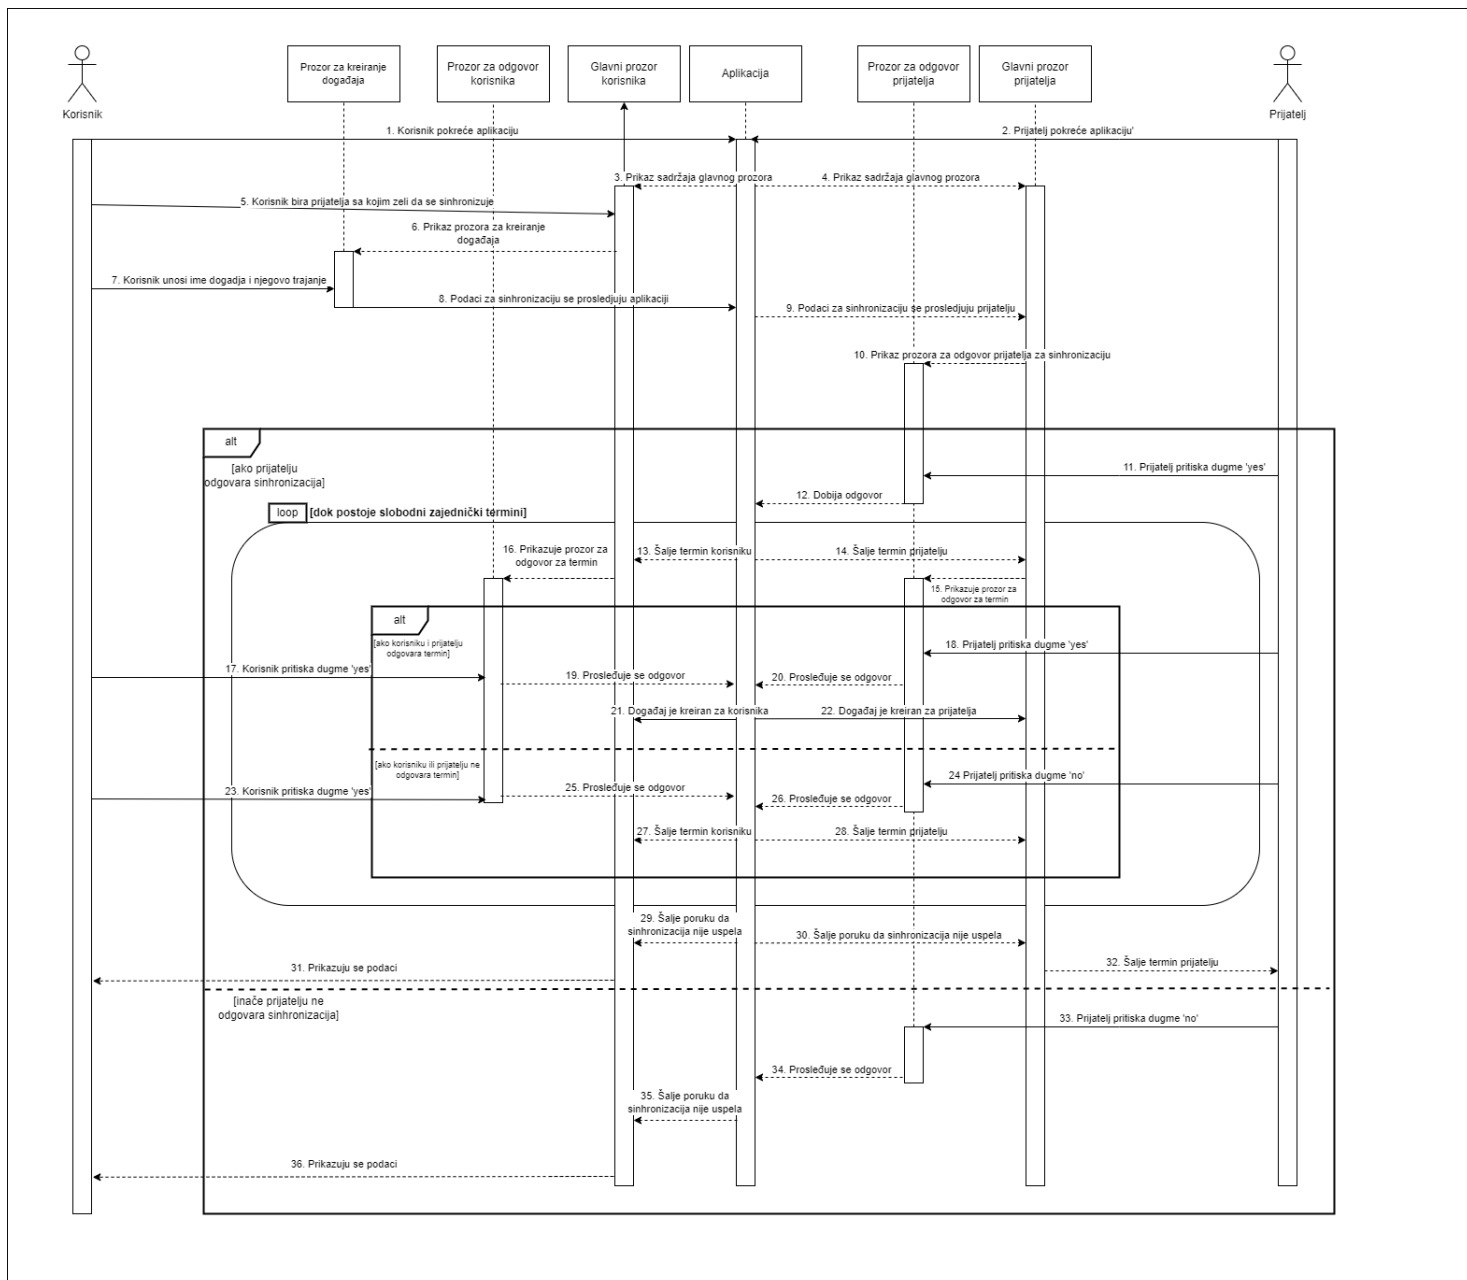 Prozor za kreiranje
događaja
Prozor za odgovor
korisnika
Glavni prozor
korisnika
Aplikacija
Prozor za odgovor
prijatelja
Glavni prozor
prijatelja
Korisnik
Prijatelj
1. Korisnik pokreće aplikaciju
2. Prijatelj pokreće aplikaciju'
3. Prikaz sadržaja glavnog prozora
4. Prikaz sadržaja glavnog prozora
5. Korisnik bira prijatelja sa kojim zeli da se sinhronizuje
6. Prikaz prozora za kreiranje
događaja
7. Korisnik unosi ime dogadja i njegovo trajanje
8. Podaci za sinhronizaciju se prosledjuju aplikaciji
9. Podaci za sinhronizaciju se prosledjuju prijatelju
10. Prikaz prozora za odgovor prijatelja za sinhronizaciju
alt
[ako prijatelju
odgovara sinhronizacija]
11. Prijatelj pritiska dugme 'yes'
12. Dobija odgovor
loop
[dok postoje slobodni zajednički termini]
13. Šalje termin korisniku
14. Šalje termin prijatelju
16. Prikazuje prozor za
odgovor za termin
15. Prikazuje prozor za
odgovor za termin
alt
[ako korisniku i prijatelju
odgovara termin]
18. Prijatelj pritiska dugme 'yes'
17. Korisnik pritiska dugme 'yes'
19. Prosleđuje se odgovor
20. Prosleđuje se odgovor
21. Događaj je kreiran za korisnika
22. Događaj je kreiran za prijatelja
[ako korisniku ili prijatelju ne
odgovara termin]
24 Prijatelj pritiska dugme 'no'
23. Korisnik pritiska dugme 'yes'
25. Prosleđuje se odgovor
26. Prosleđuje se odgovor
27. Šalje termin korisniku
28. Šalje termin prijatelju
29. Šalje poruku da
sinhronizacija nije uspela
30. Šalje poruku da sinhronizacija nije uspela
31. Prikazuju se podaci
32. Šalje termin prijatelju
[inače prijatelju ne
odgovara sinhronizacija]
33. Prijatelj pritiska dugme 'no'
34. Prosleđuje se odgovor
35. Šalje poruku da
sinhronizacija nije uspela
36. Prikazuju se podaci